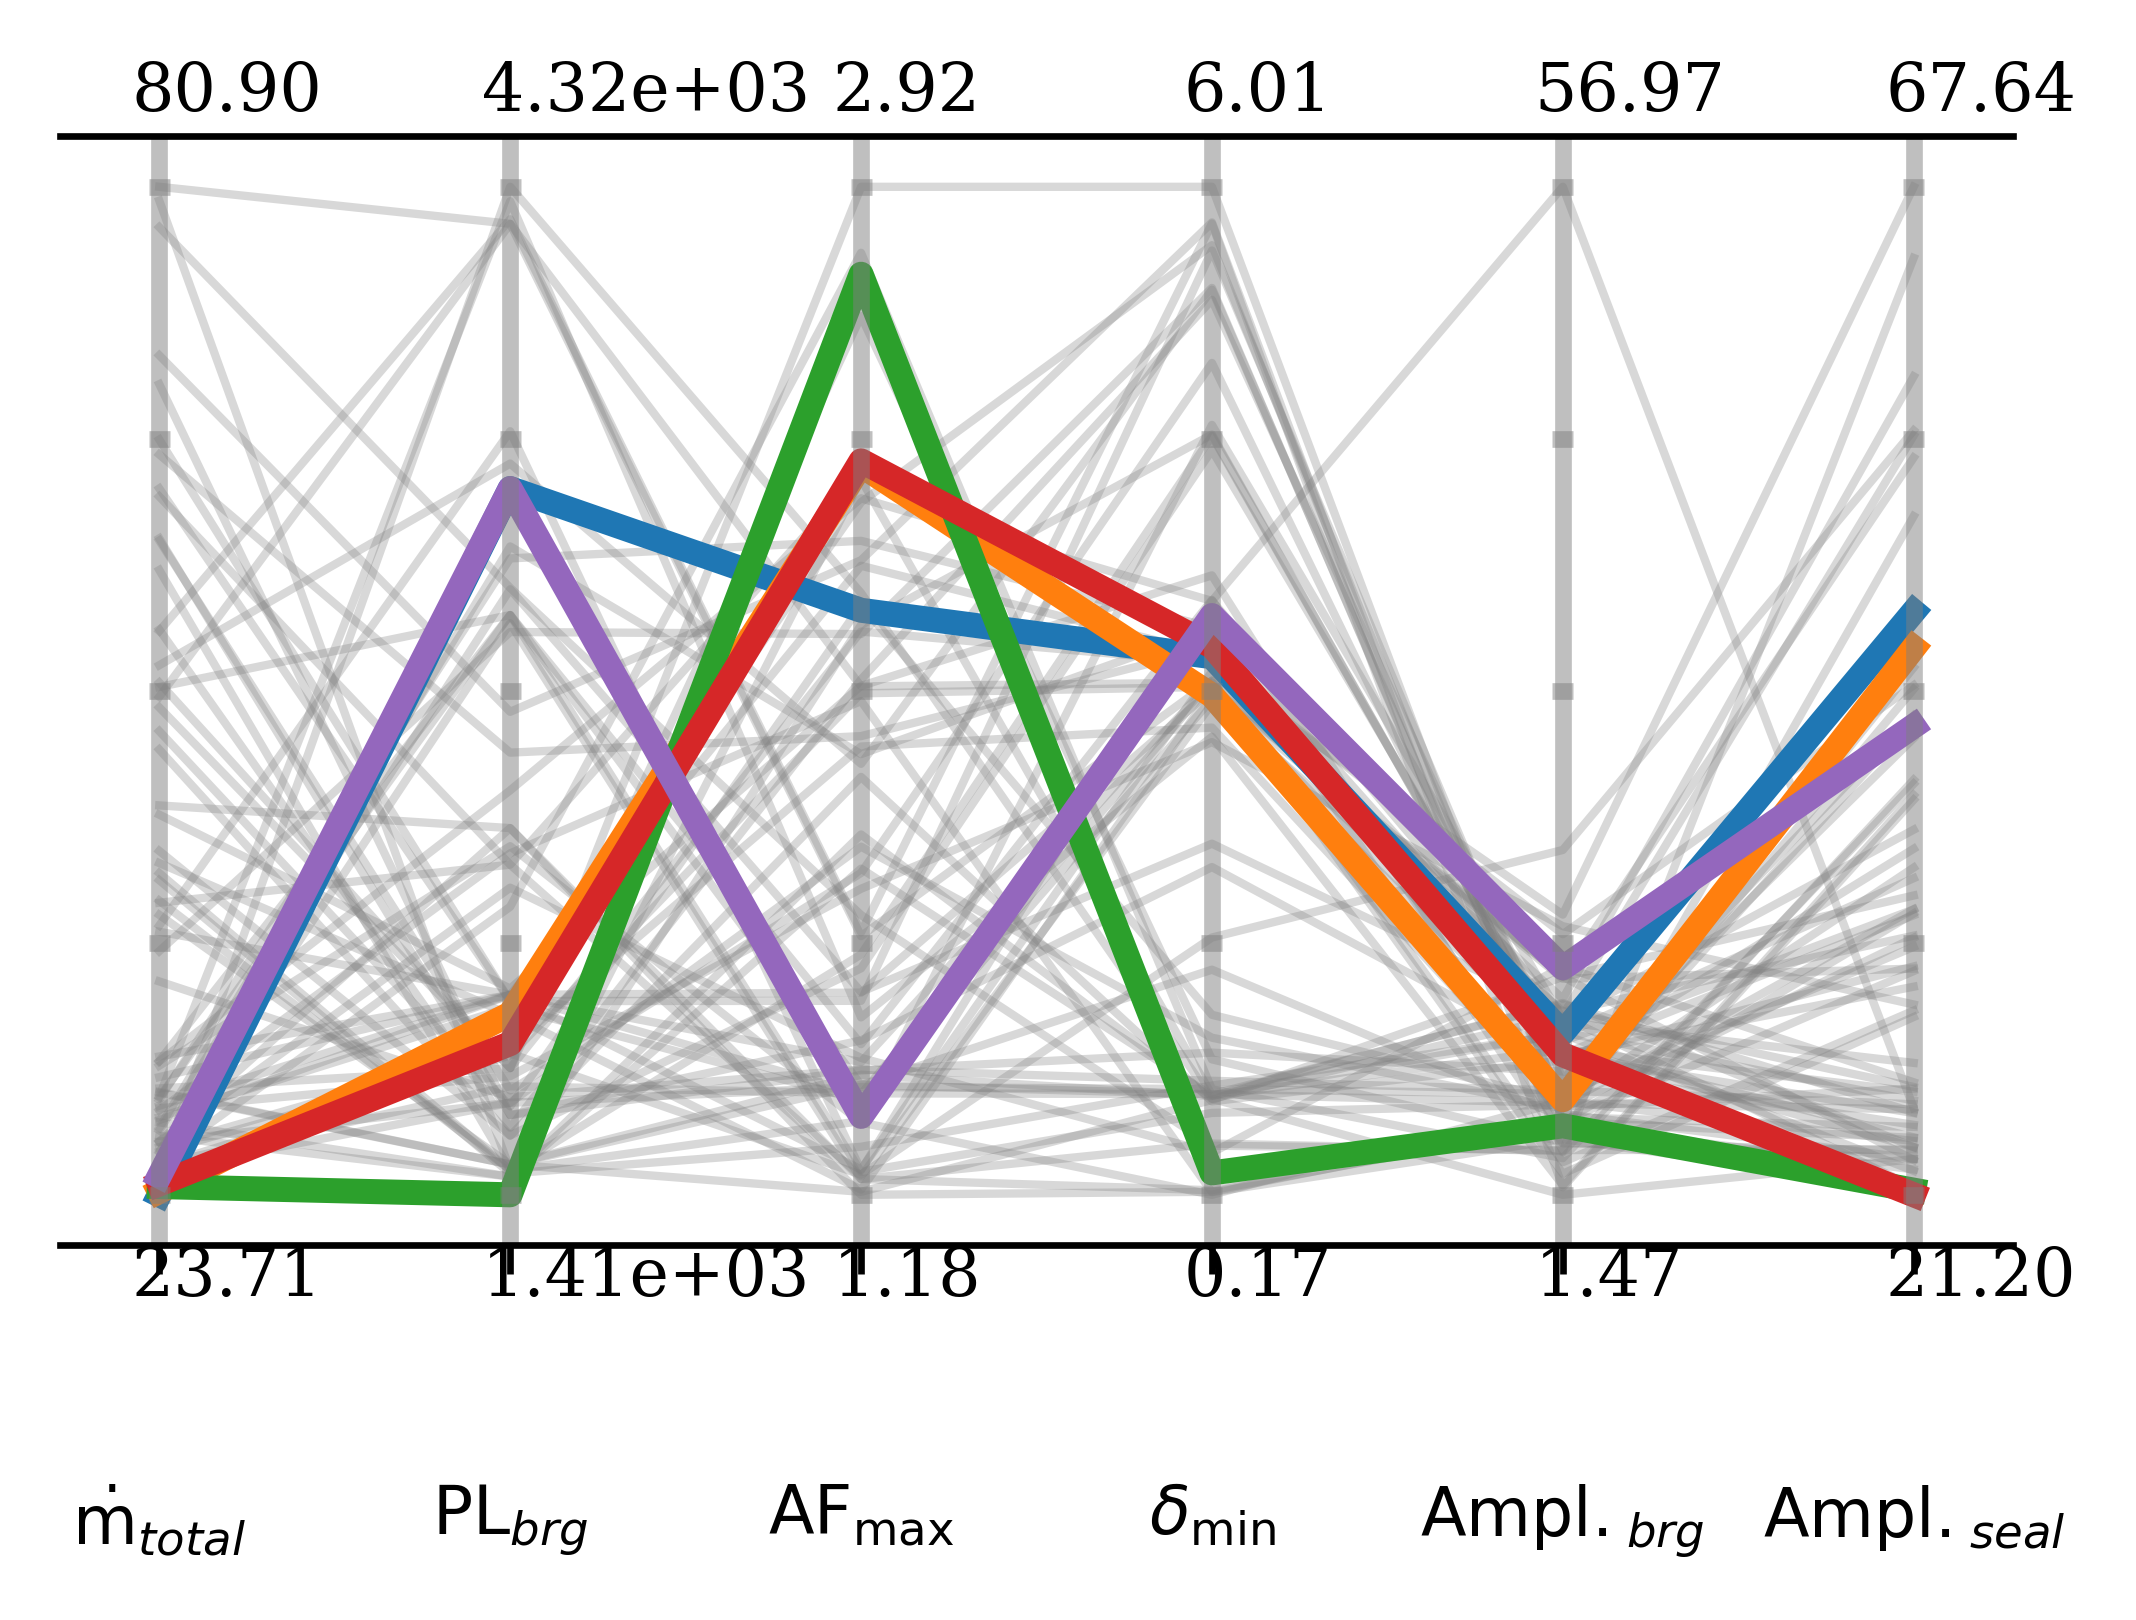 80.90 4.32e+03 2.92 6.01 56.97 67.64
23.71 1.41e+03 1.18 0.17 1.47 21.20
ṁtotal PLbrg AFmax δmin Ampl. brg Ampl. seal